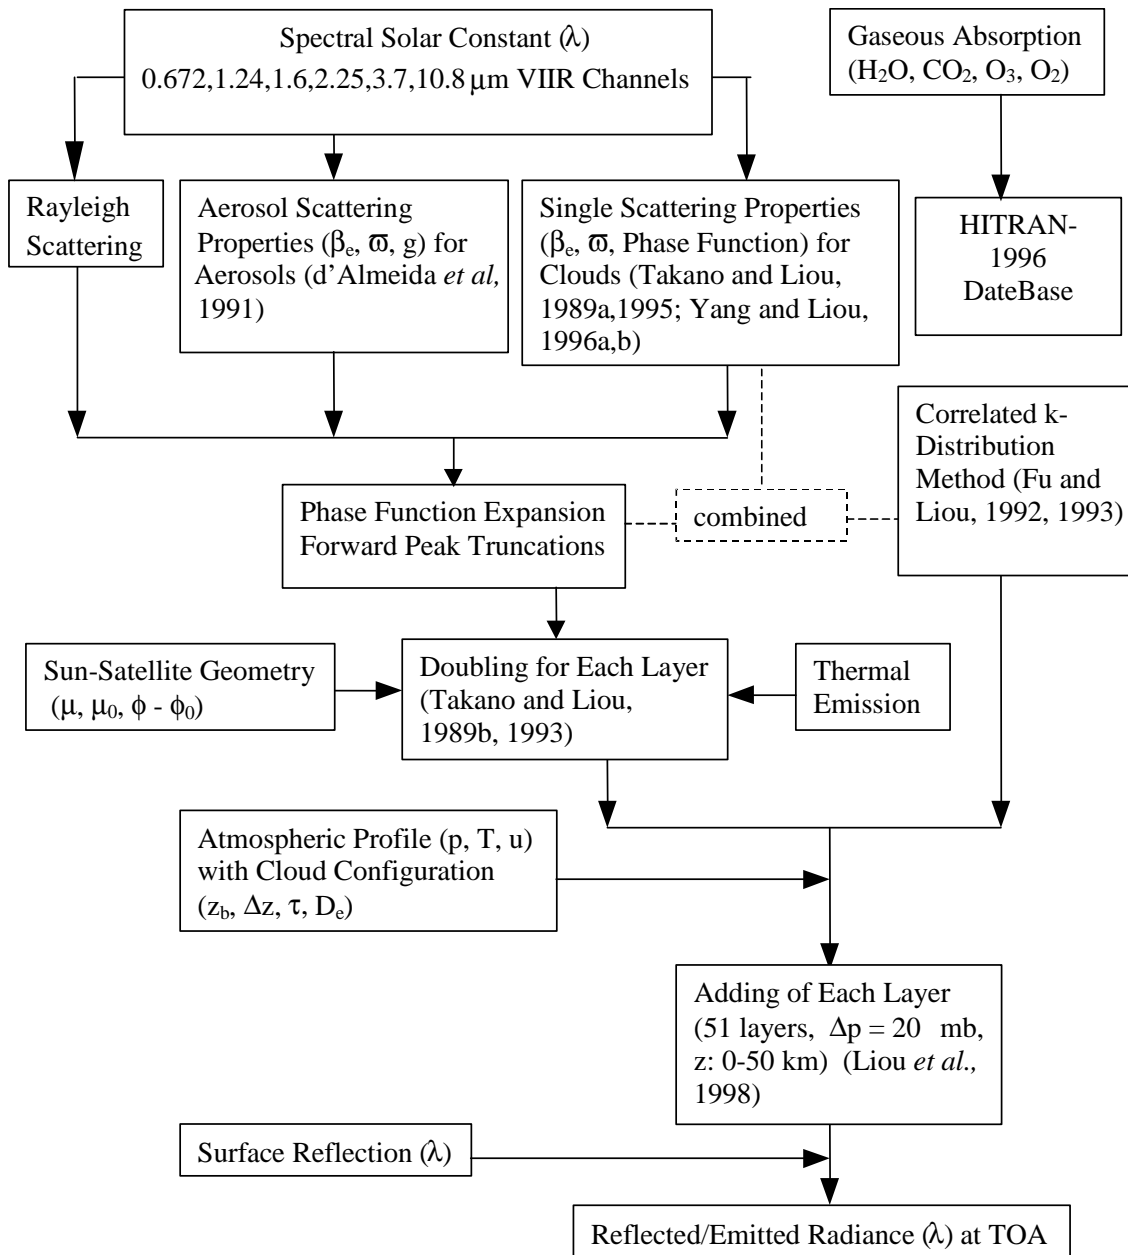 Spectral Solar Constant (λ)
0.672,1.24,1.6,2.25,3.7,10.8 μm VIIR Channels
Gaseous Absorption
(H₂O, CO₂, O₃, O₂)
Rayleigh
Scattering
Aerosol Scattering
Properties (βₑ, ϖ, g) for
Aerosols (d'Almeida et al,
1991)
Single Scattering Properties
(βₑ, ϖ, Phase Function) for
Clouds (Takano and Liou,
1989a,1995; Yang and Liou,
1996a,b)
HITRAN-
1996
DateBase
Correlated k-
Distribution
Method (Fu and
Liou, 1992, 1993)
Phase Function Expansion
Forward Peak Truncations
combined
Sun-Satellite Geometry
(μ, μ₀, ϕ - ϕ₀)
Doubling for Each Layer
(Takano and Liou,
1989b, 1993)
Thermal
Emission
Atmospheric Profile (p, T, u)
with Cloud Configuration
(z_b, Δz, τ, Dₑ)
Adding of Each Layer
(51 layers, Δp = 20 mb,
z: 0-50 km) (Liou et al.,
1998)
Surface Reflection (λ)
Reflected/Emitted Radiance (λ) at TOA